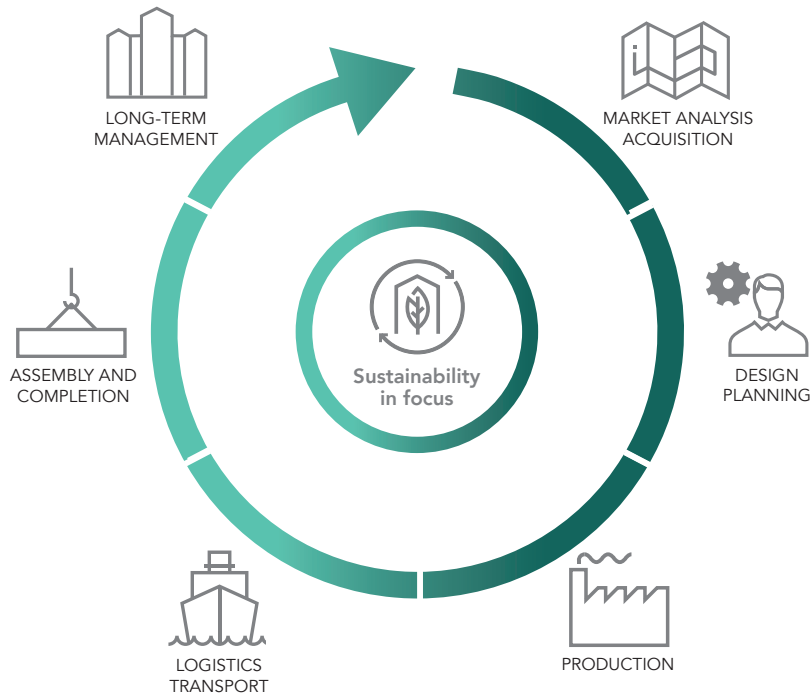 MARKET ANALYSIS
ACQUISITION
DESIGN
PLANNING
PRODUCTION
LOGISTICS
TRANSPORT
ASSEMBLY AND
COMPLETION
LONG-TERM
MANAGEMENT
Sustainability
in focus